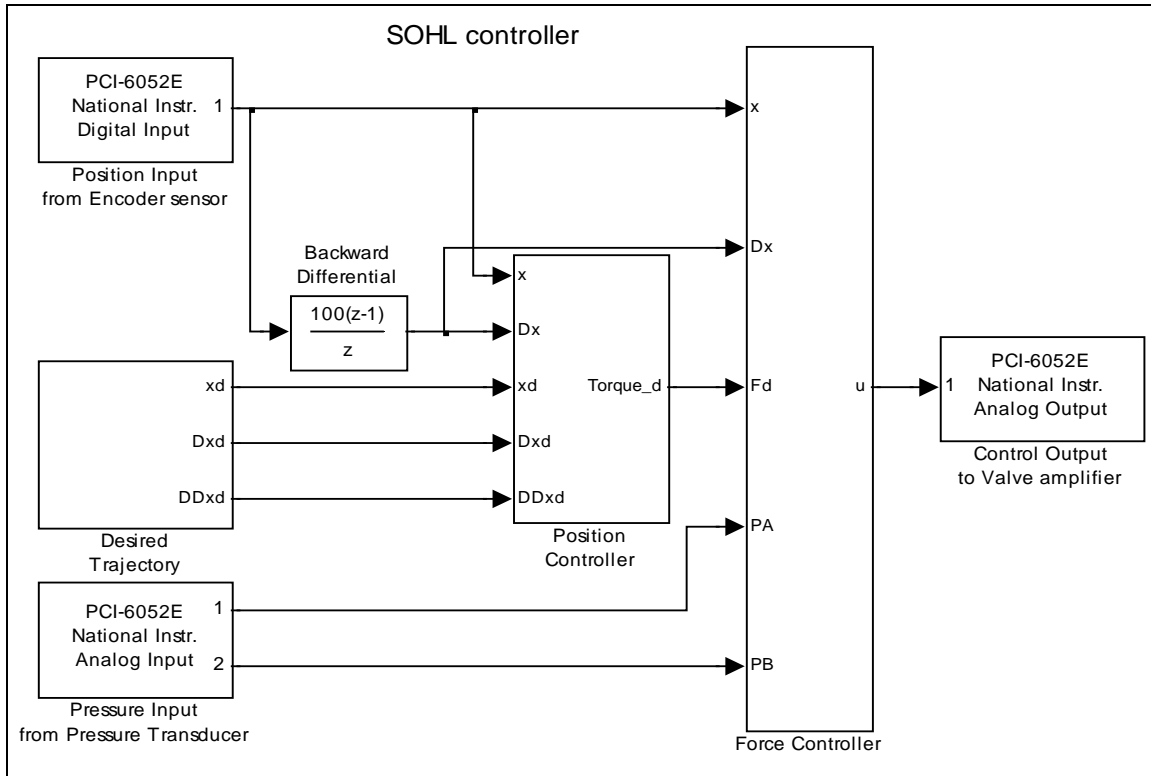 SOHL controller
PCI-6052E
National Instr.
Digital Input
1
Position Input
from Encoder sensor
Backward
Differential
100(z-1)
z
xd
Dxd
DDxd
Desired
Trajectory
PCI-6052E
National Instr.
Analog Input
1
2
Pressure Input
from Pressure Transducer
x
Dx
xd
Dxd
DDxd
Torque_d
Position
Controller
x
Dx
Fd
PA
PB
u
Force Controller
1
PCI-6052E
National Instr.
Analog Output
Control Output
to Valve amplifier